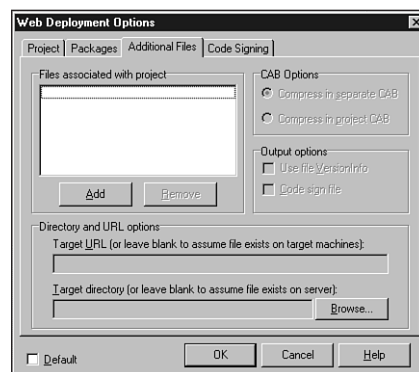 Web Deployment Options
Project Packages Additional Files Code Signing
Files associated with project
Add Remove
CAB Options
Compress in separate CAB
Compress in project CAB
Output options
Use file VersionInfo
Code sign file
Directory and URL options
Target URL (or leave blank to assume file exists on target machines):
Target directory (or leave blank to assume file exists on server):
Browse...
Default OK Cancel Help